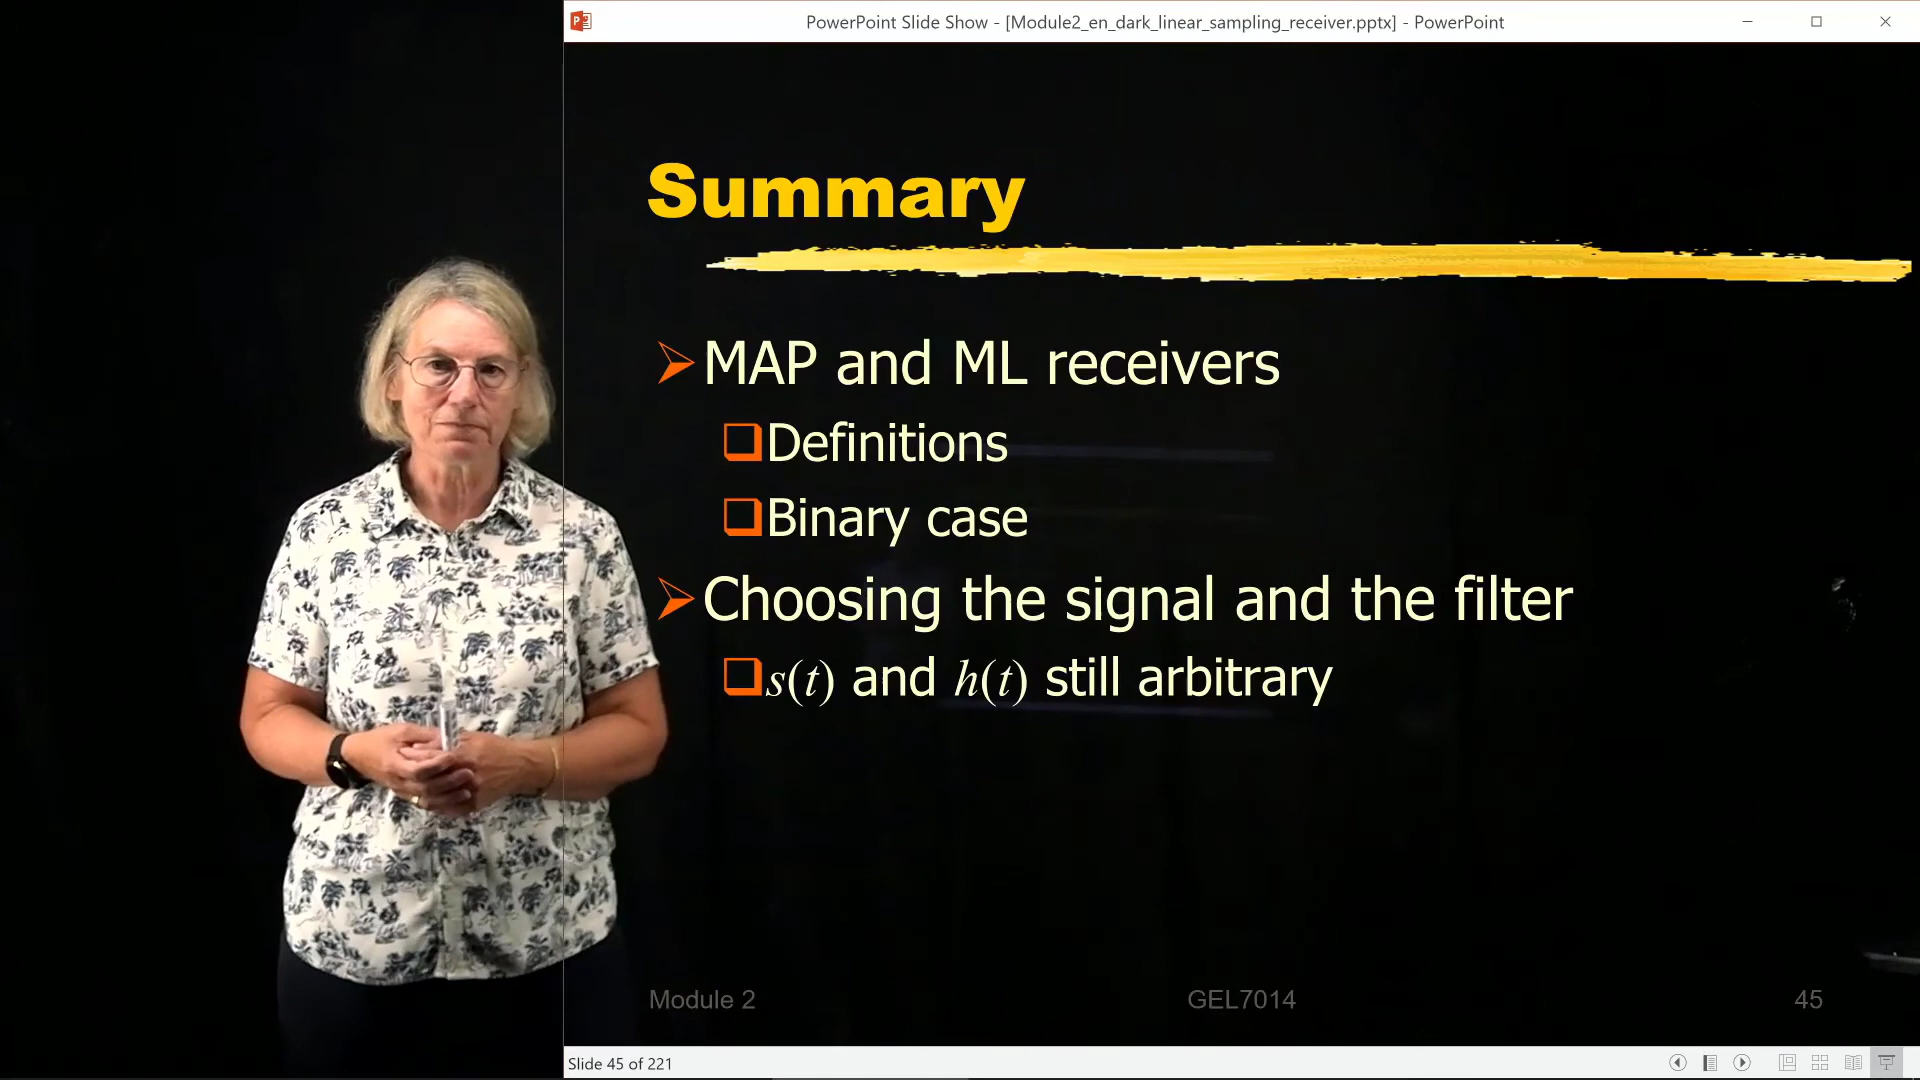 PowerPoint Slide Show - [Module2_en_dark_linear_sampling_receiver.pptx] - PowerPoint
Summary
MAP and ML receivers
Definitions
Binary case
Choosing the signal and the filter
s(t) and h(t) still arbitrary
Module 2 GEL7014 45
Slide 45 of 221